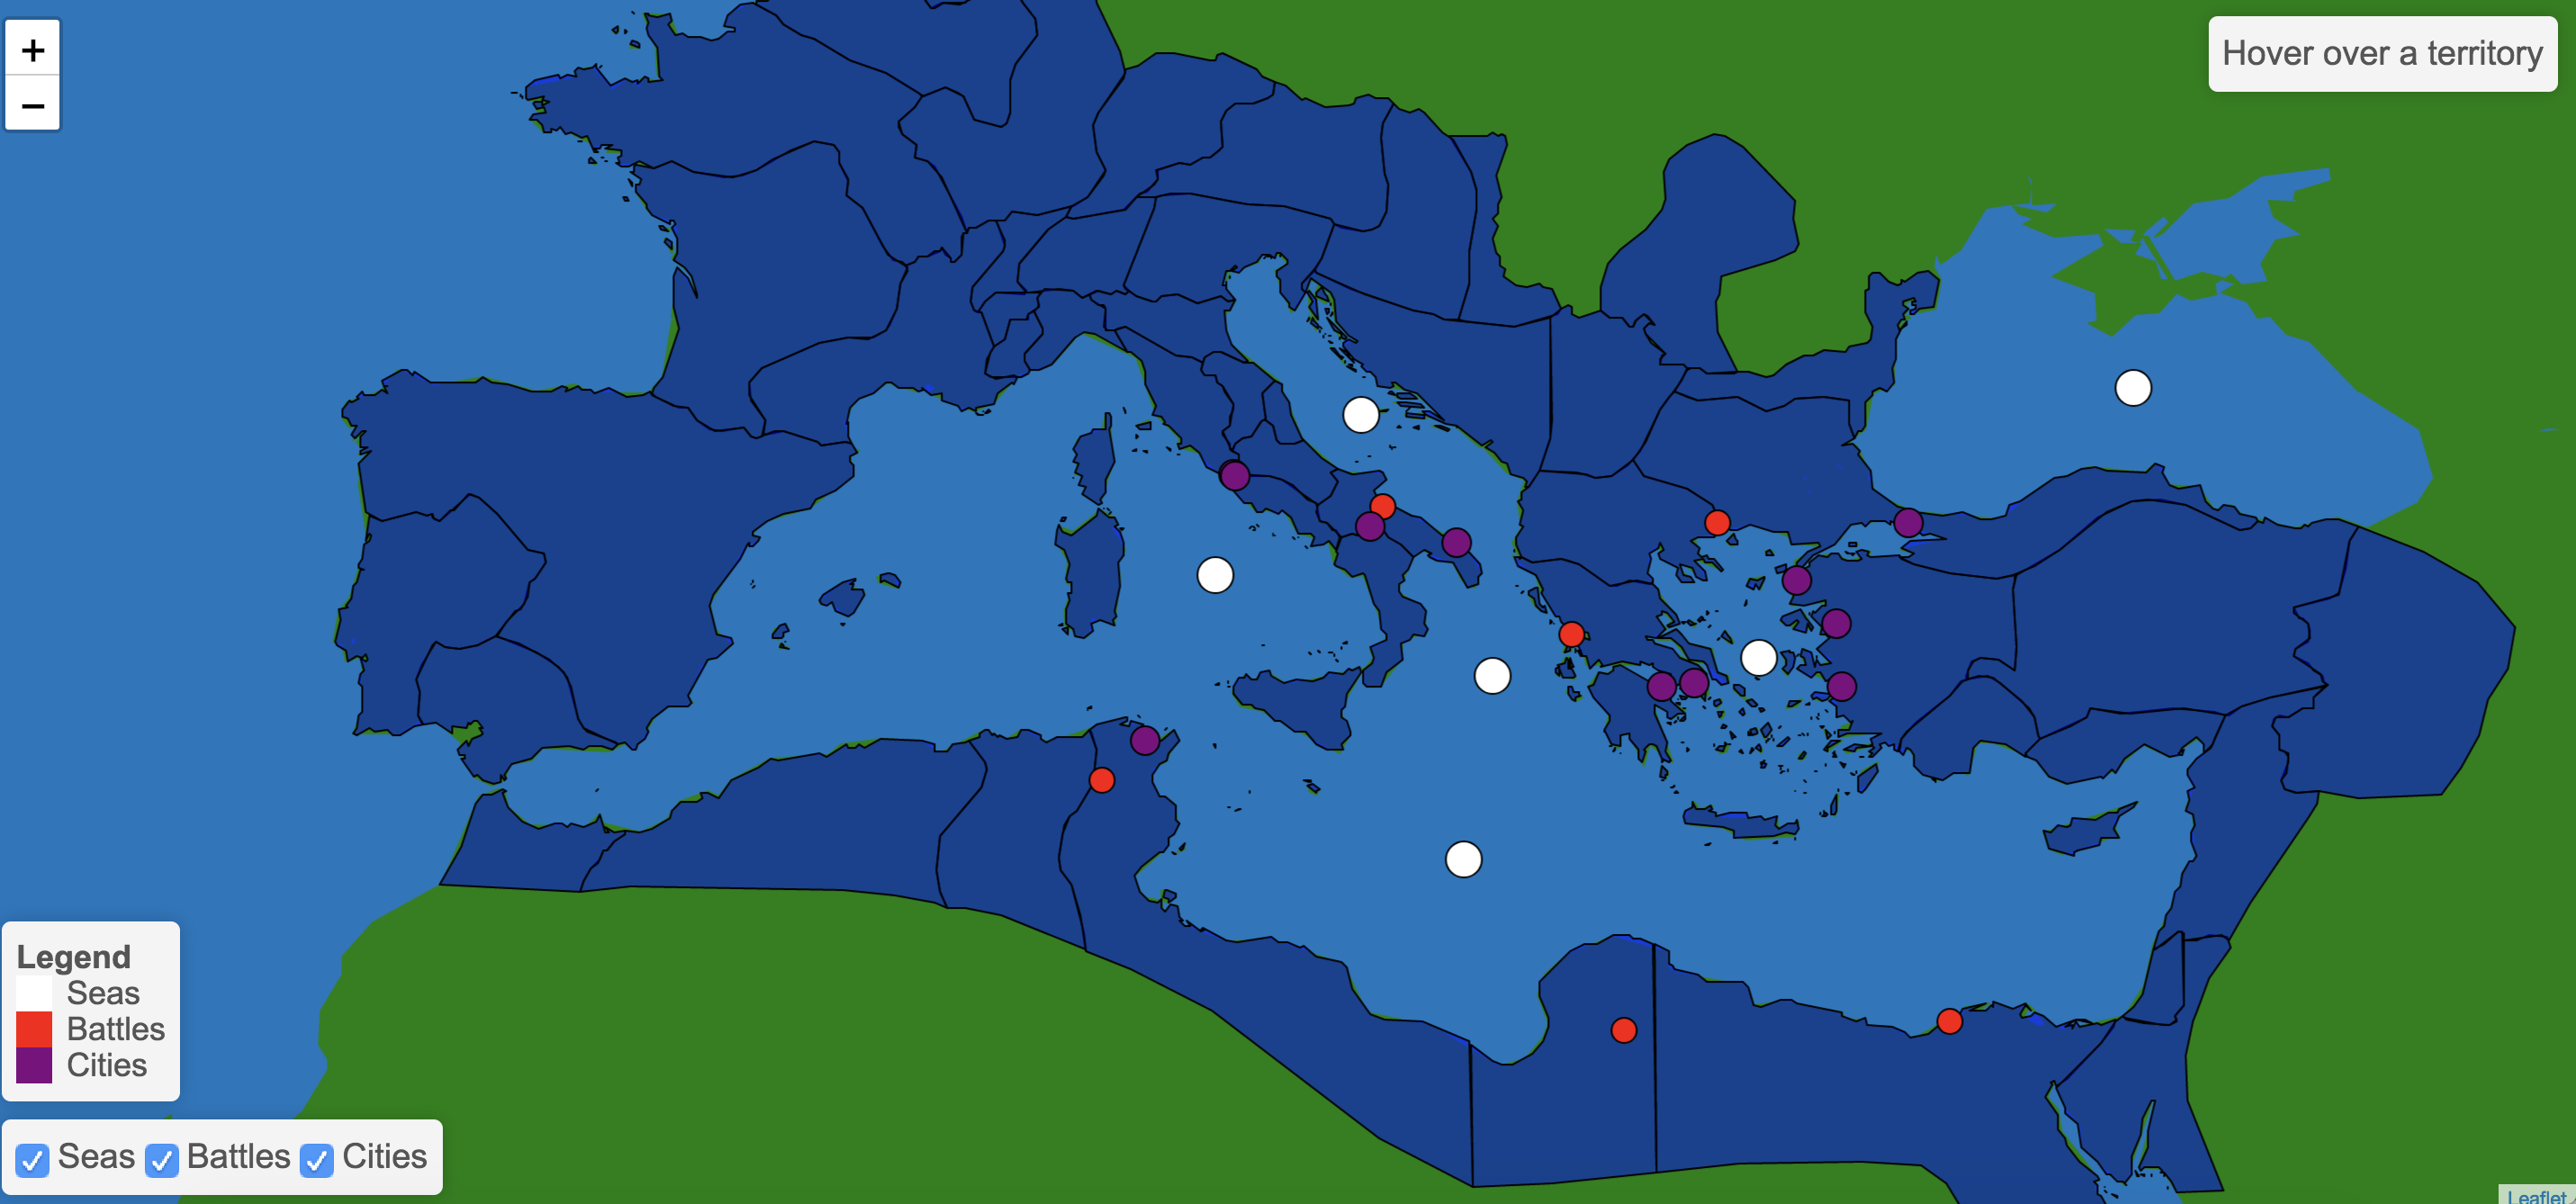 +
Hover over a territory
−
Legend
Seas
Battles
Cities
Seas Battles Cities
Leaflet